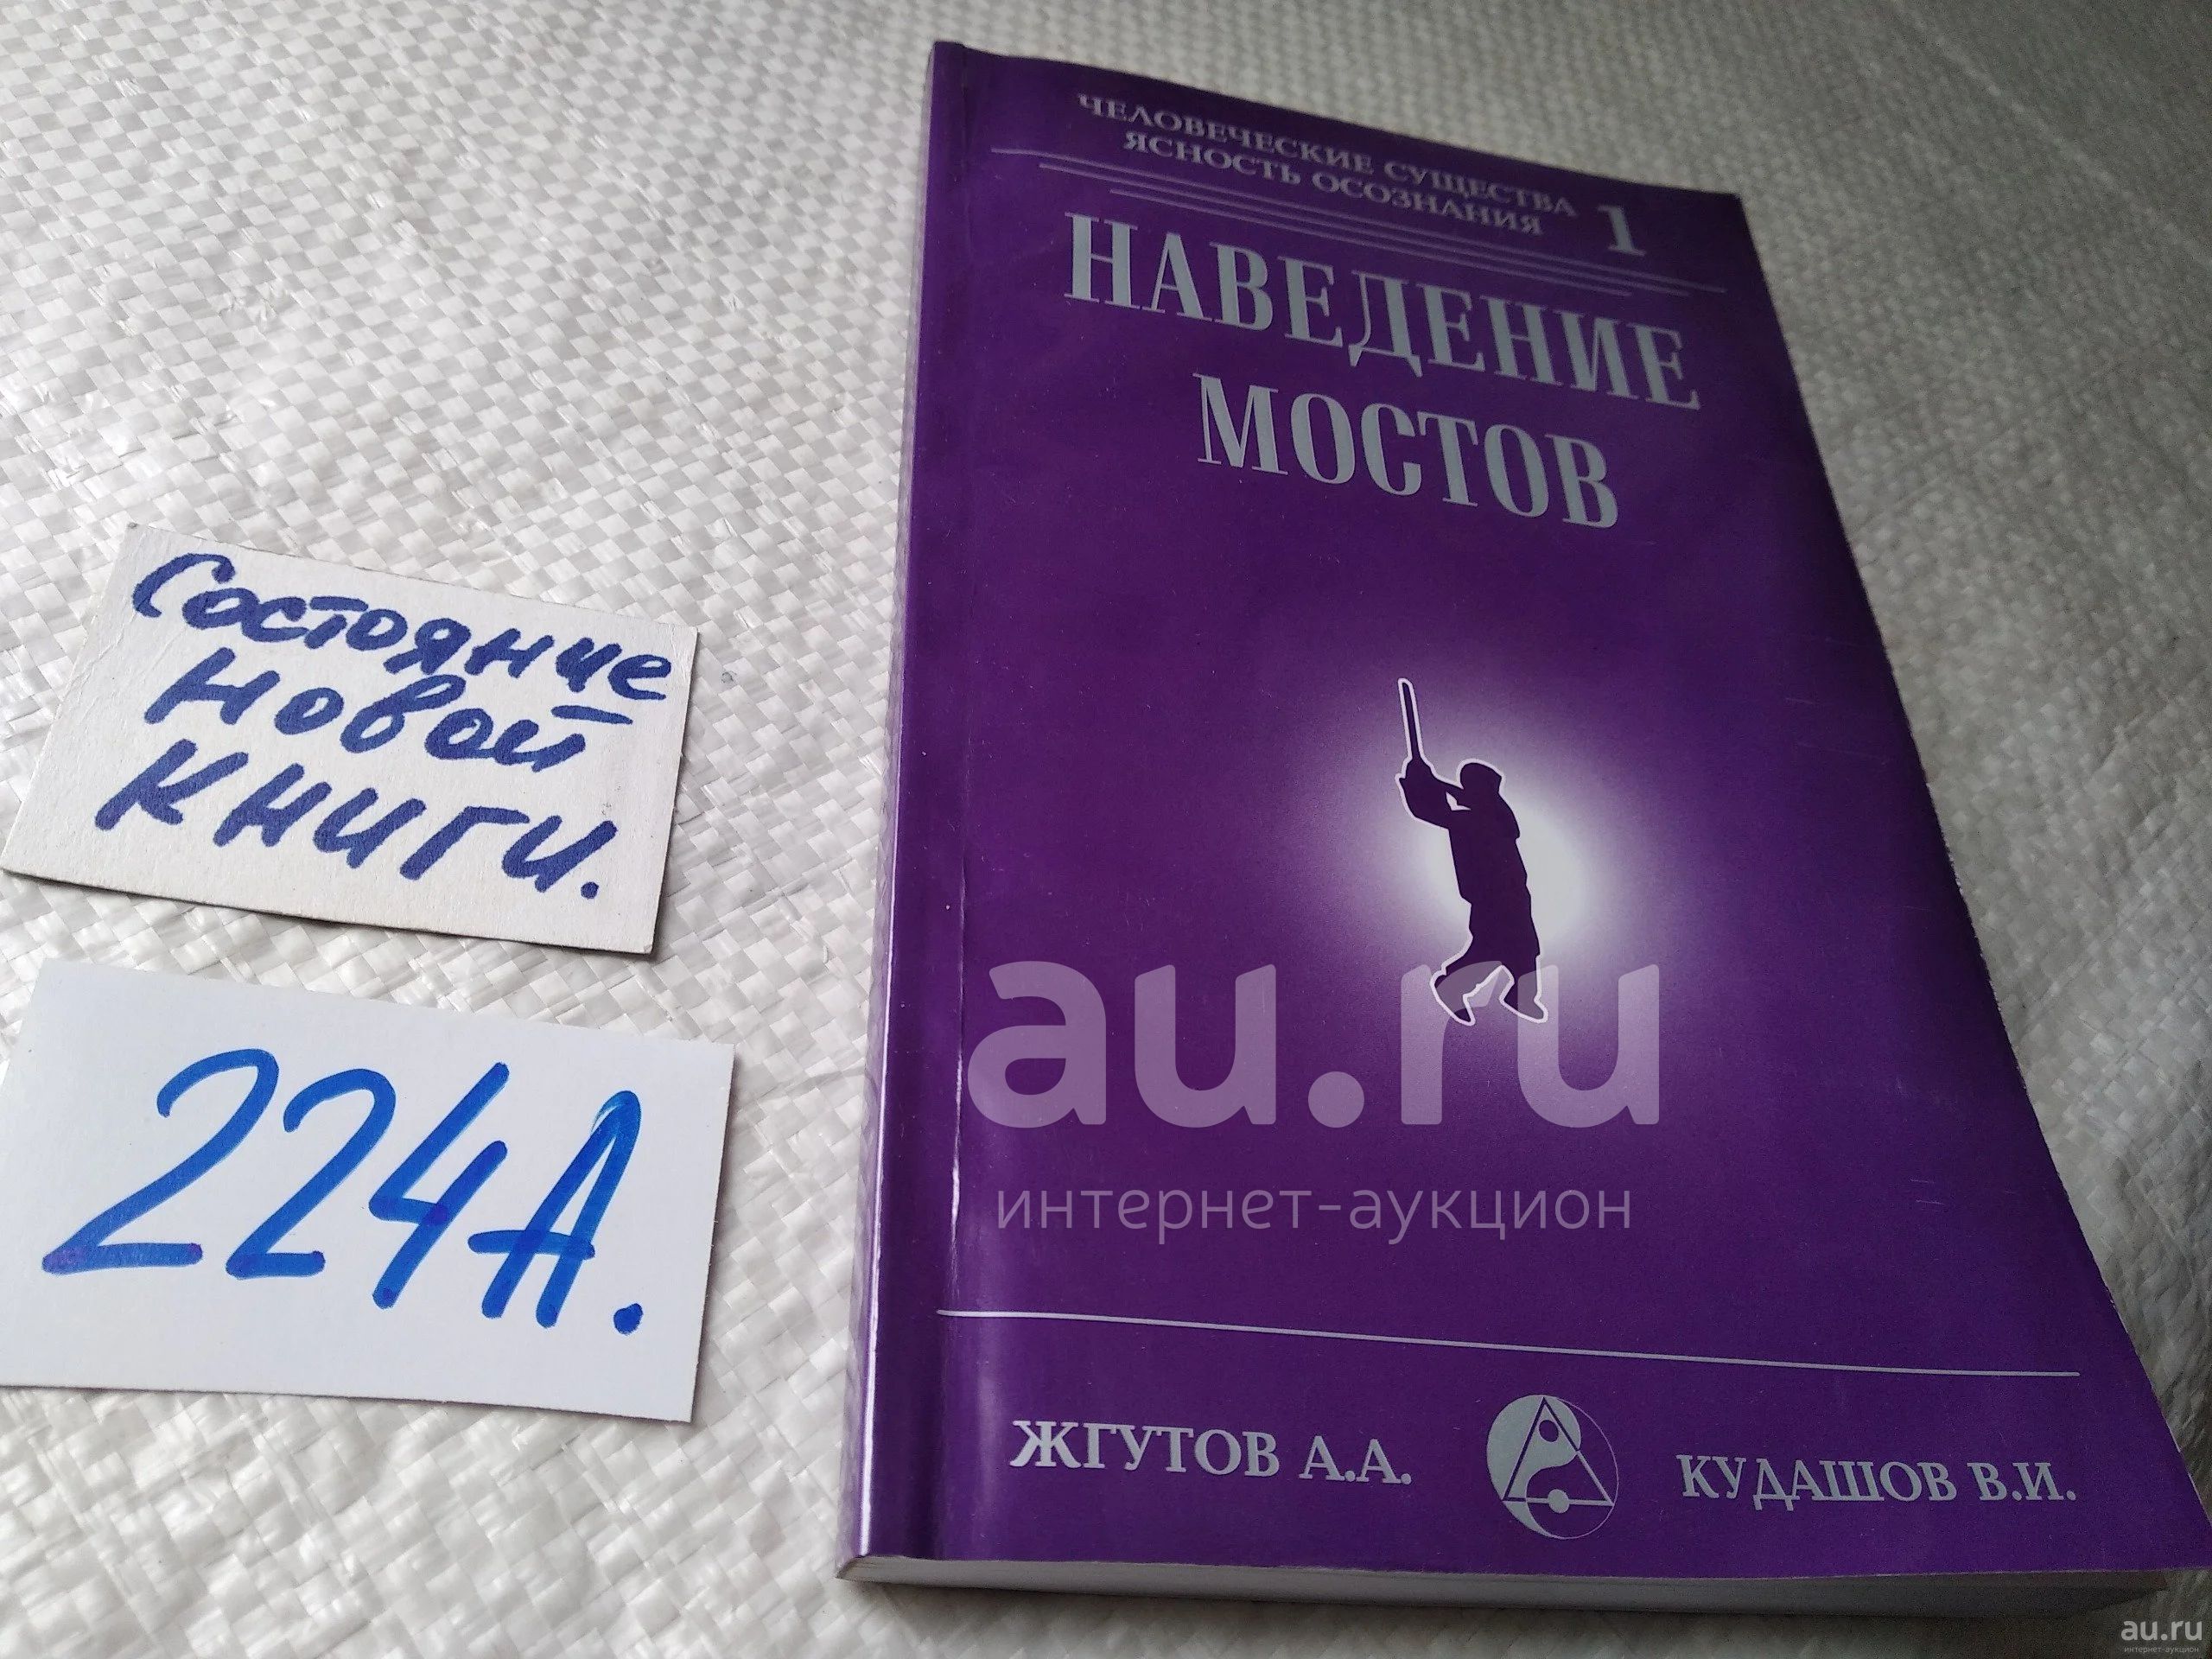 ЧЕЛОВЕЧЕСКИЕ СУЩЕСТВА
ЯСНОСТЬ ОСОЗНАНИЯ 1
НАВЕДЕНИЕ
МОСТОВ
Состояние
новой
книги.
224А.
au.ru
интернет-аукцион
ЖГУТОВ А.А.
КУДАШОВ В.И.
au.ru
интернет-аукцион